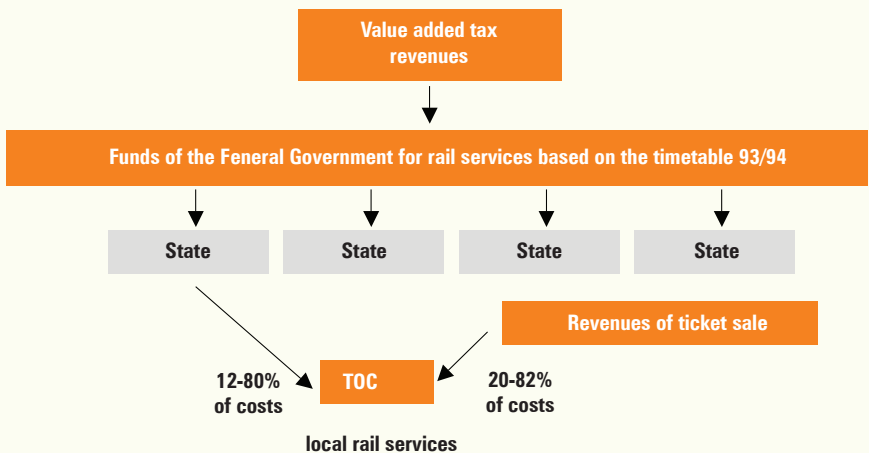 Value added tax
revenues
Funds of the Feneral Government for rail services based on the timetable 93/94
State
State
State
State
Revenues of ticket sale
12-80%
of costs
TOC
20-82%
of costs
local rail services